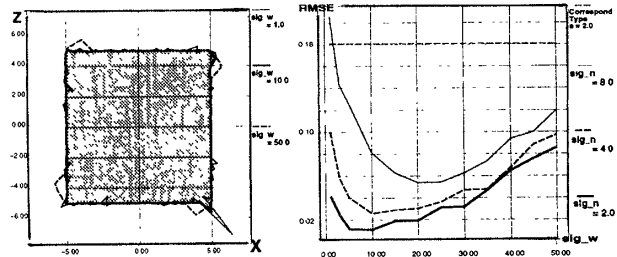 Z
6 00
4 00
2 00
0 00
-2 00
-4 00
-6 00
-5 00
0 00
5 00
X
sig_w
= 1.0
sig_w
= 10 0
sig_w
= 50 0
RMSE
0.18
0.10
0.02
0 00
10.00
20.00
30.00
40.00
50.00
sig_w
Correspond
Type
s = 2.0
sig_n
= 8 0
sig_n
= 4.0
sig_n
= 2.0